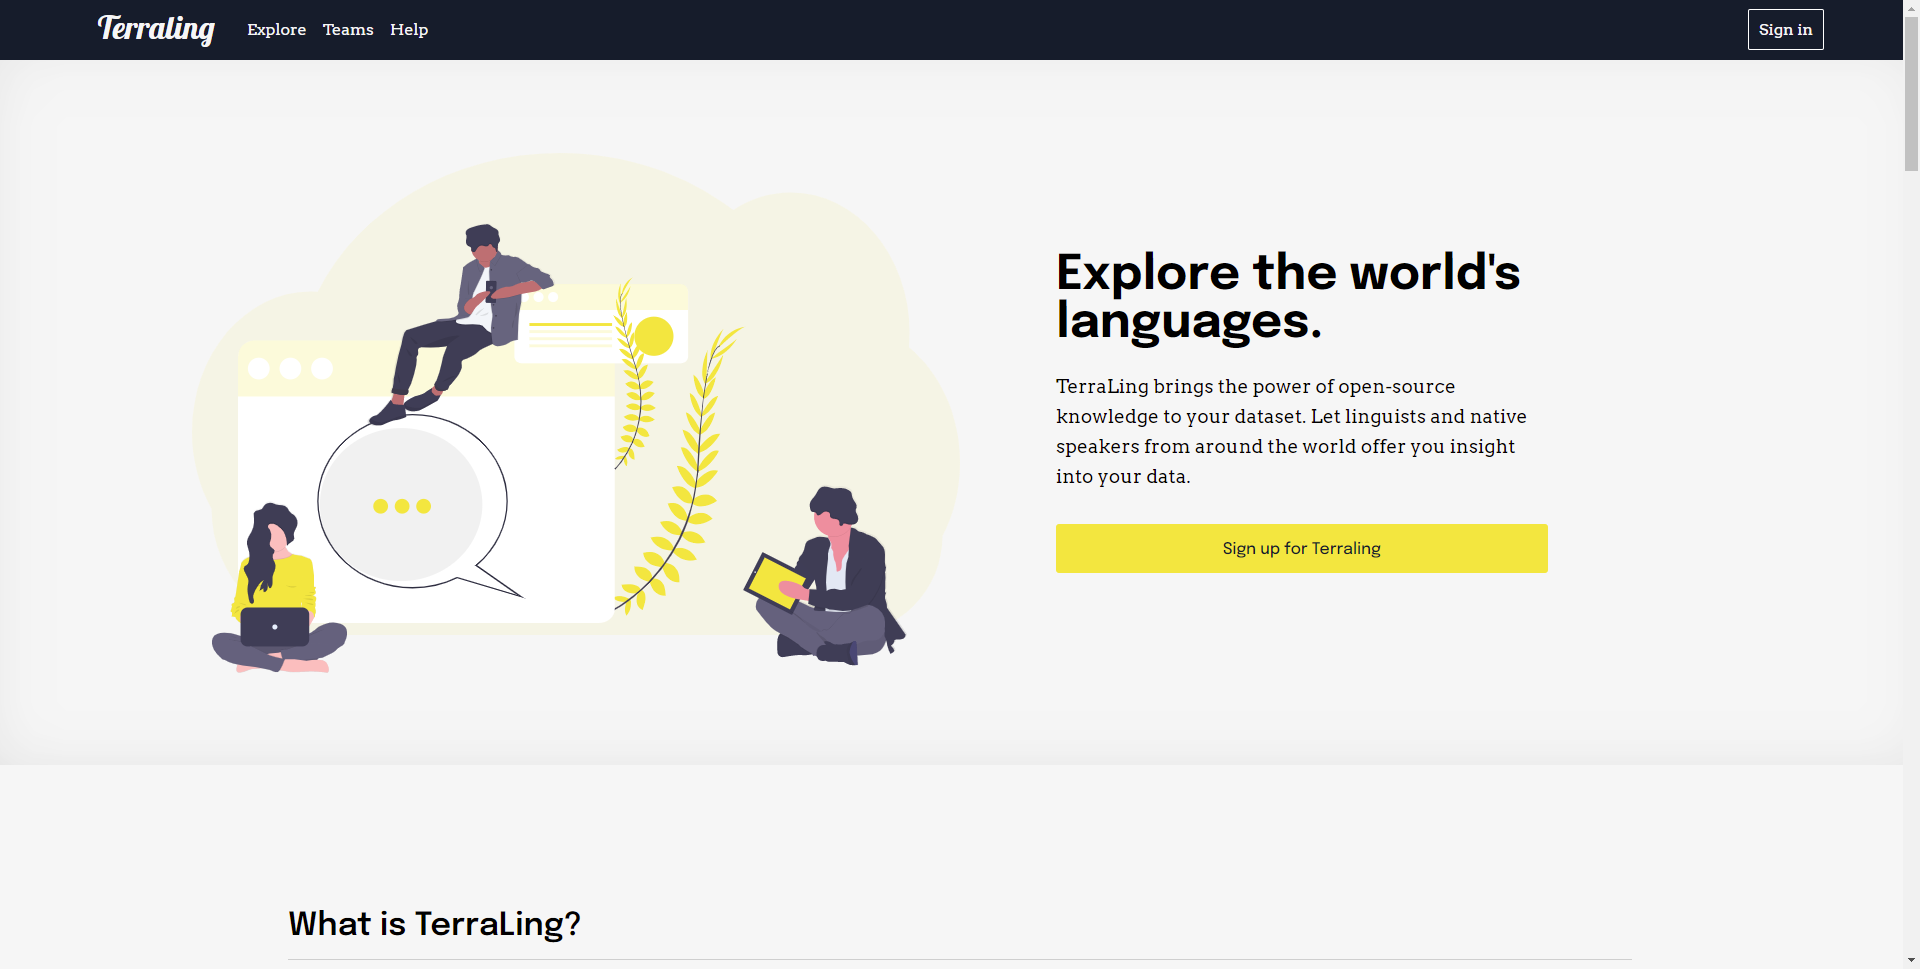 Terraling Explore Teams Help Sign in
Explore the world's
languages.
TerraLing brings the power of open-source
knowledge to your dataset. Let linguists and native
speakers from around the world offer you insight
into your data.
Sign up for Terraling
What is TerraLing?